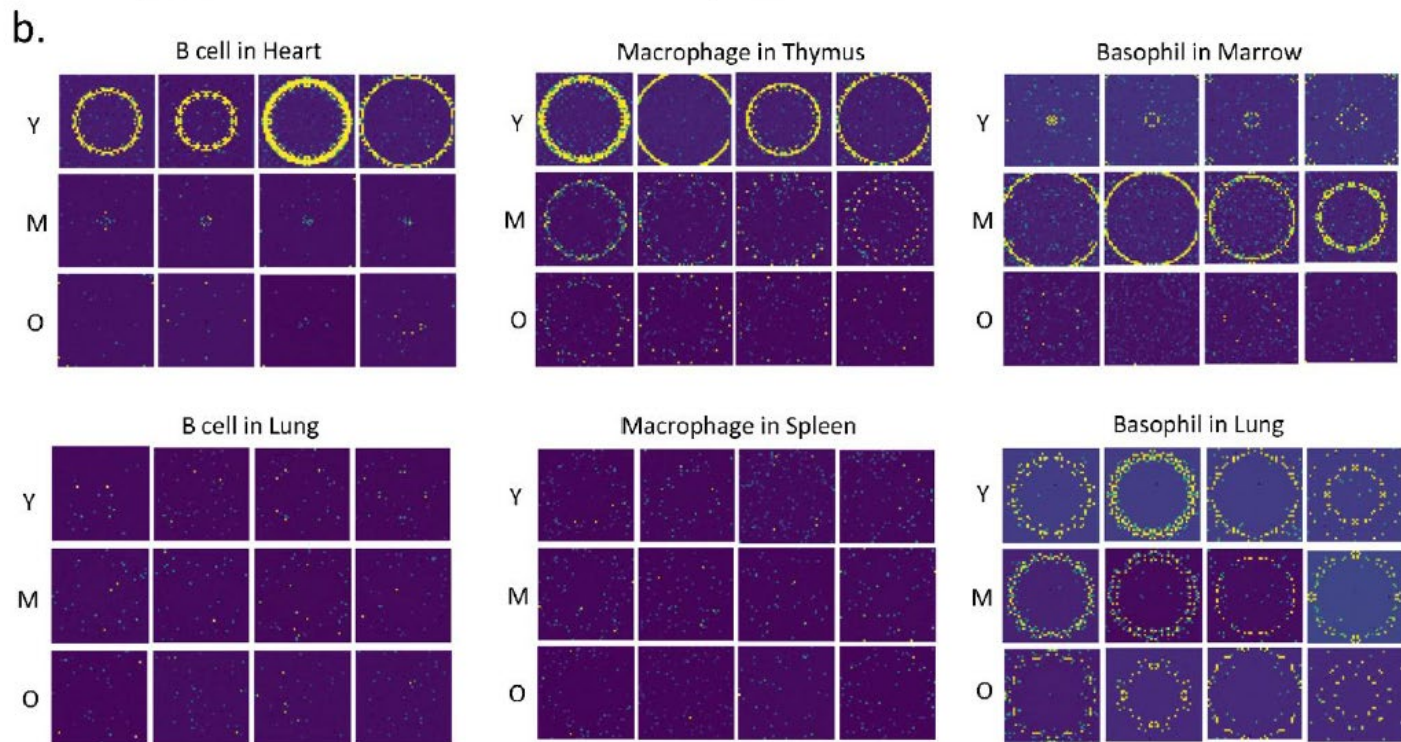 b.
B cell in Heart
Y
M
O
Macrophage in Thymus
Y
M
O
Basophil in Marrow
Y
M
O
B cell in Lung
Y
M
O
Macrophage in Spleen
Y
M
O
Basophil in Lung
Y
M
O